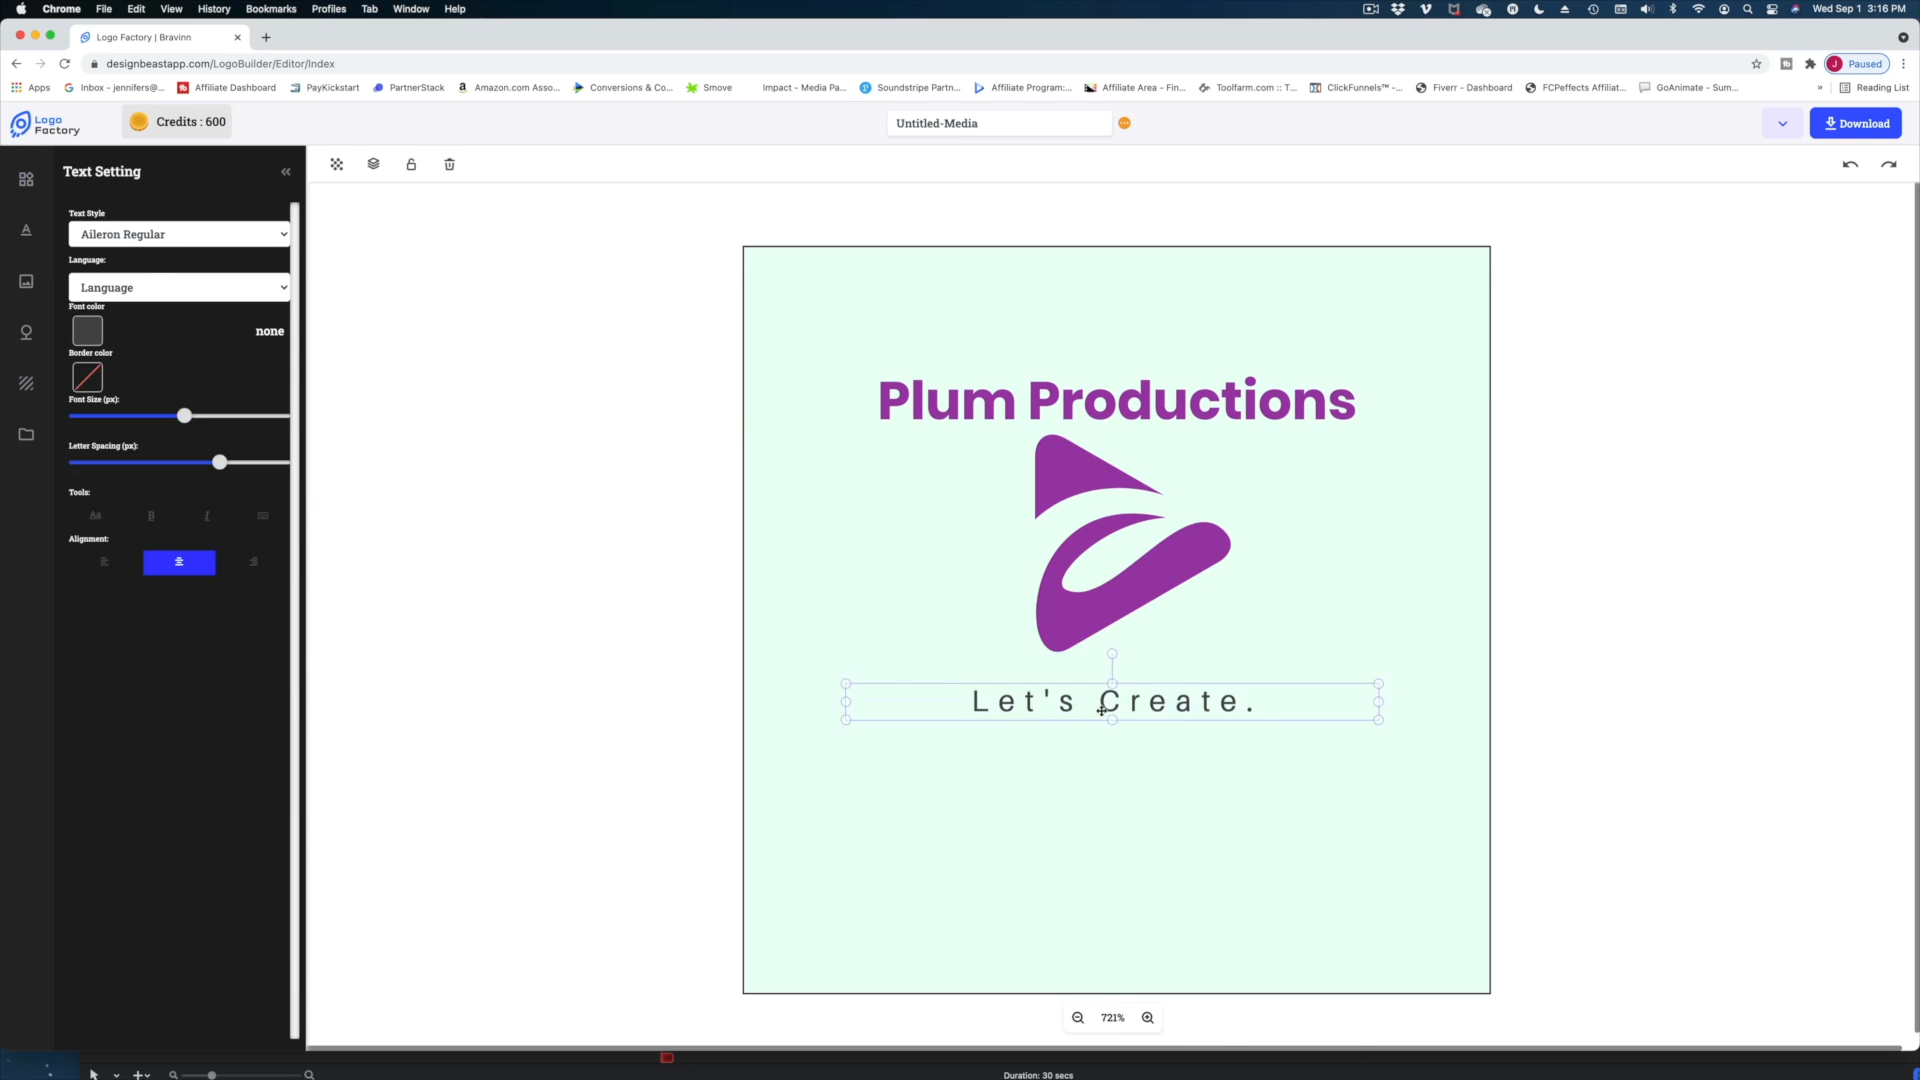 Chrome File Edit View History Bookmarks Profiles Tab Window Help Wed Sep 1 3:16 PM
Logo Factory | Bravinn
designbeastapp.com/LogoBuilder/Editor/Index J Paused
Apps Inbox - jennifers@... Affiliate Dashboard PayKickstart PartnerStack Amazon.com Asso... Conversions & Co... Smove Impact - Media Pa... Soundstripe Partn... Affiliate Program:... Affiliate Area - Fin... Toolfarm.com :: T... ClickFunnels™ -... Fiverr - Dashboard FCPeffects Affiliat... GoAnimate - Sum... » Reading List
Logo Factory Credits : 600 Untitled-Media Download
Text Setting
Text Style
Aileron Regular
Language:
Language
Font color
none
Border color
Font Size (px):
Letter Spacing (px):
Tools:
Aa B I
Alignment:
Plum Productions
Let's Create.
721%
Duration: 30 secs